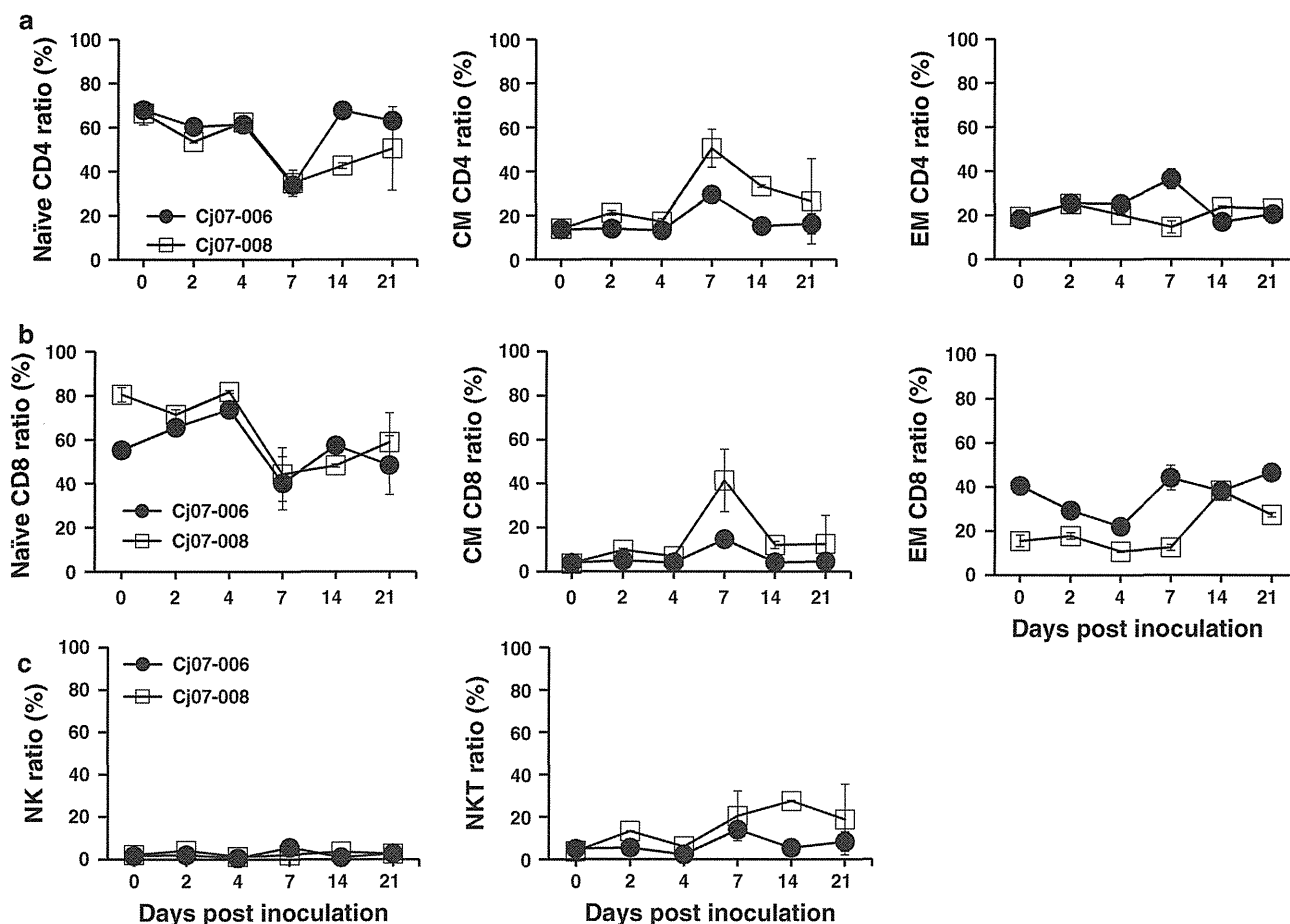 a
Naïve CD4 ratio (%)
100
80
60
40
20
0
Cj07-006
Cj07-008
0 2 4 7 14 21
CM CD4 ratio (%)
100
80
60
40
20
0
0 2 4 7 14 21
EM CD4 ratio (%)
100
80
60
40
20
0
0 2 4 7 14 21
b
Naïve CD8 ratio (%)
100
80
60
40
20
0
Cj07-006
Cj07-008
0 2 4 7 14 21
CM CD8 ratio (%)
100
80
60
40
20
0
0 2 4 7 14 21
EM CD8 ratio (%)
100
80
60
40
20
0
0 2 4 7 14 21
Days post inoculation
c
NK ratio (%)
100
80
60
40
20
0
Cj07-006
Cj07-008
0 2 4 7 14 21
Days post inoculation
NKT ratio (%)
100
80
60
40
20
0
0 2 4 7 14 21
Days post inoculation